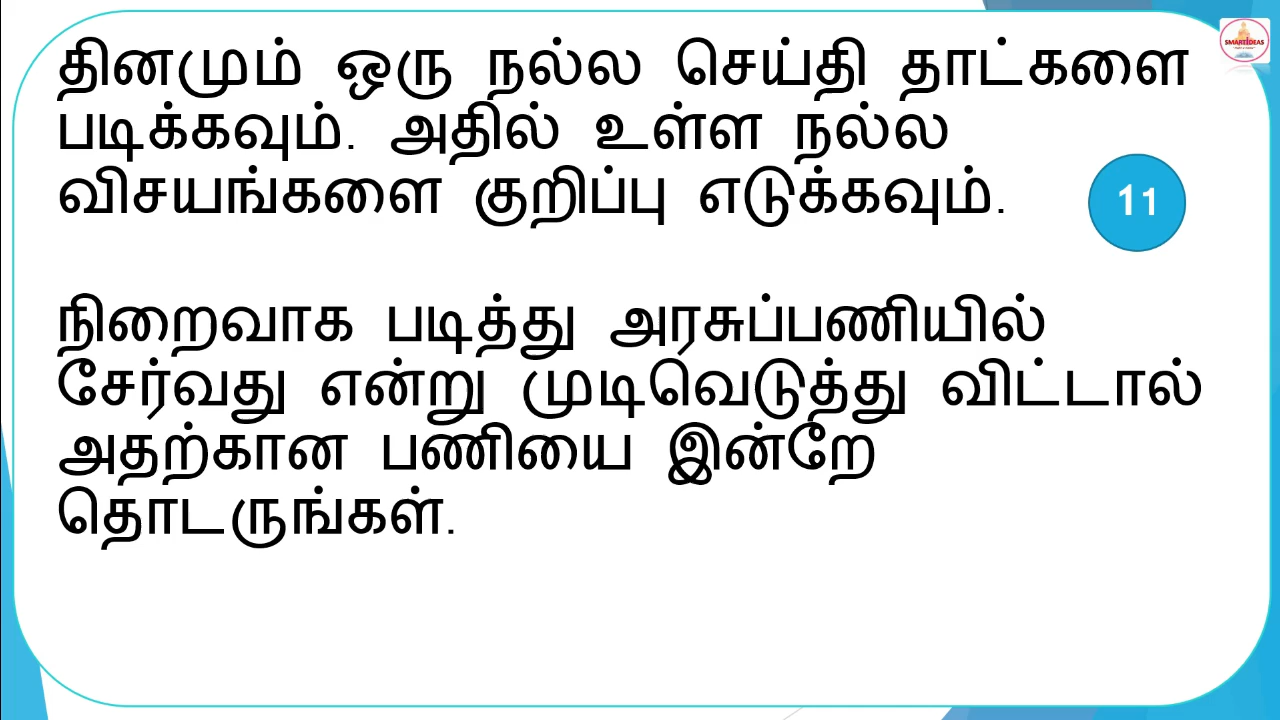 SMARTIDEAS
தினமும் ஒரு நல்ல செய்தி தாட்களை
படிக்கவும். அதில் உள்ள நல்ல
விசயங்களை குறிப்பு எடுக்கவும்.
11
நிறைவாக படித்து அரசுப்பணியில்
சேர்வது என்று முடிவெடுத்து விட்டால்
அதற்கான பணியை இன்றே
தொடருங்கள்.